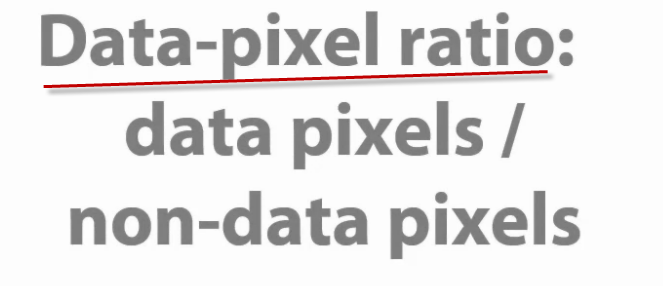 Data-pixel ratio:
data pixels /
non-data pixels